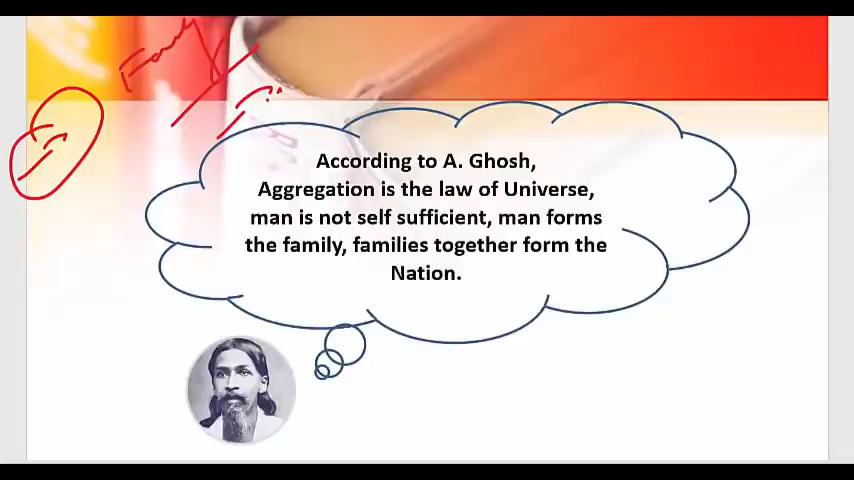 Family
According to A. Ghosh,
Aggregation is the law of Universe,
man is not self sufficient, man forms
the family, families together form the
Nation.